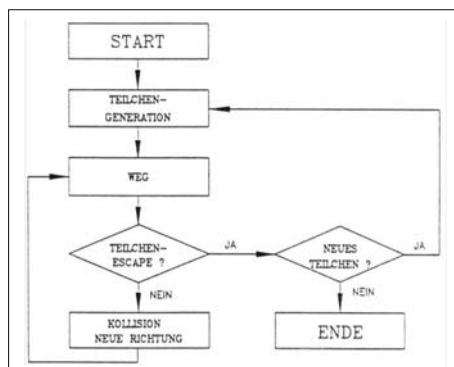 START
TEILCHEN-
GENERATION
WEG
TEILCHEN-
ESCAPE ?
JA
NEUES
TEILCHEN ?
JA
NEIN
NEIN
KOLLISION
NEUE RICHTUNG
ENDE